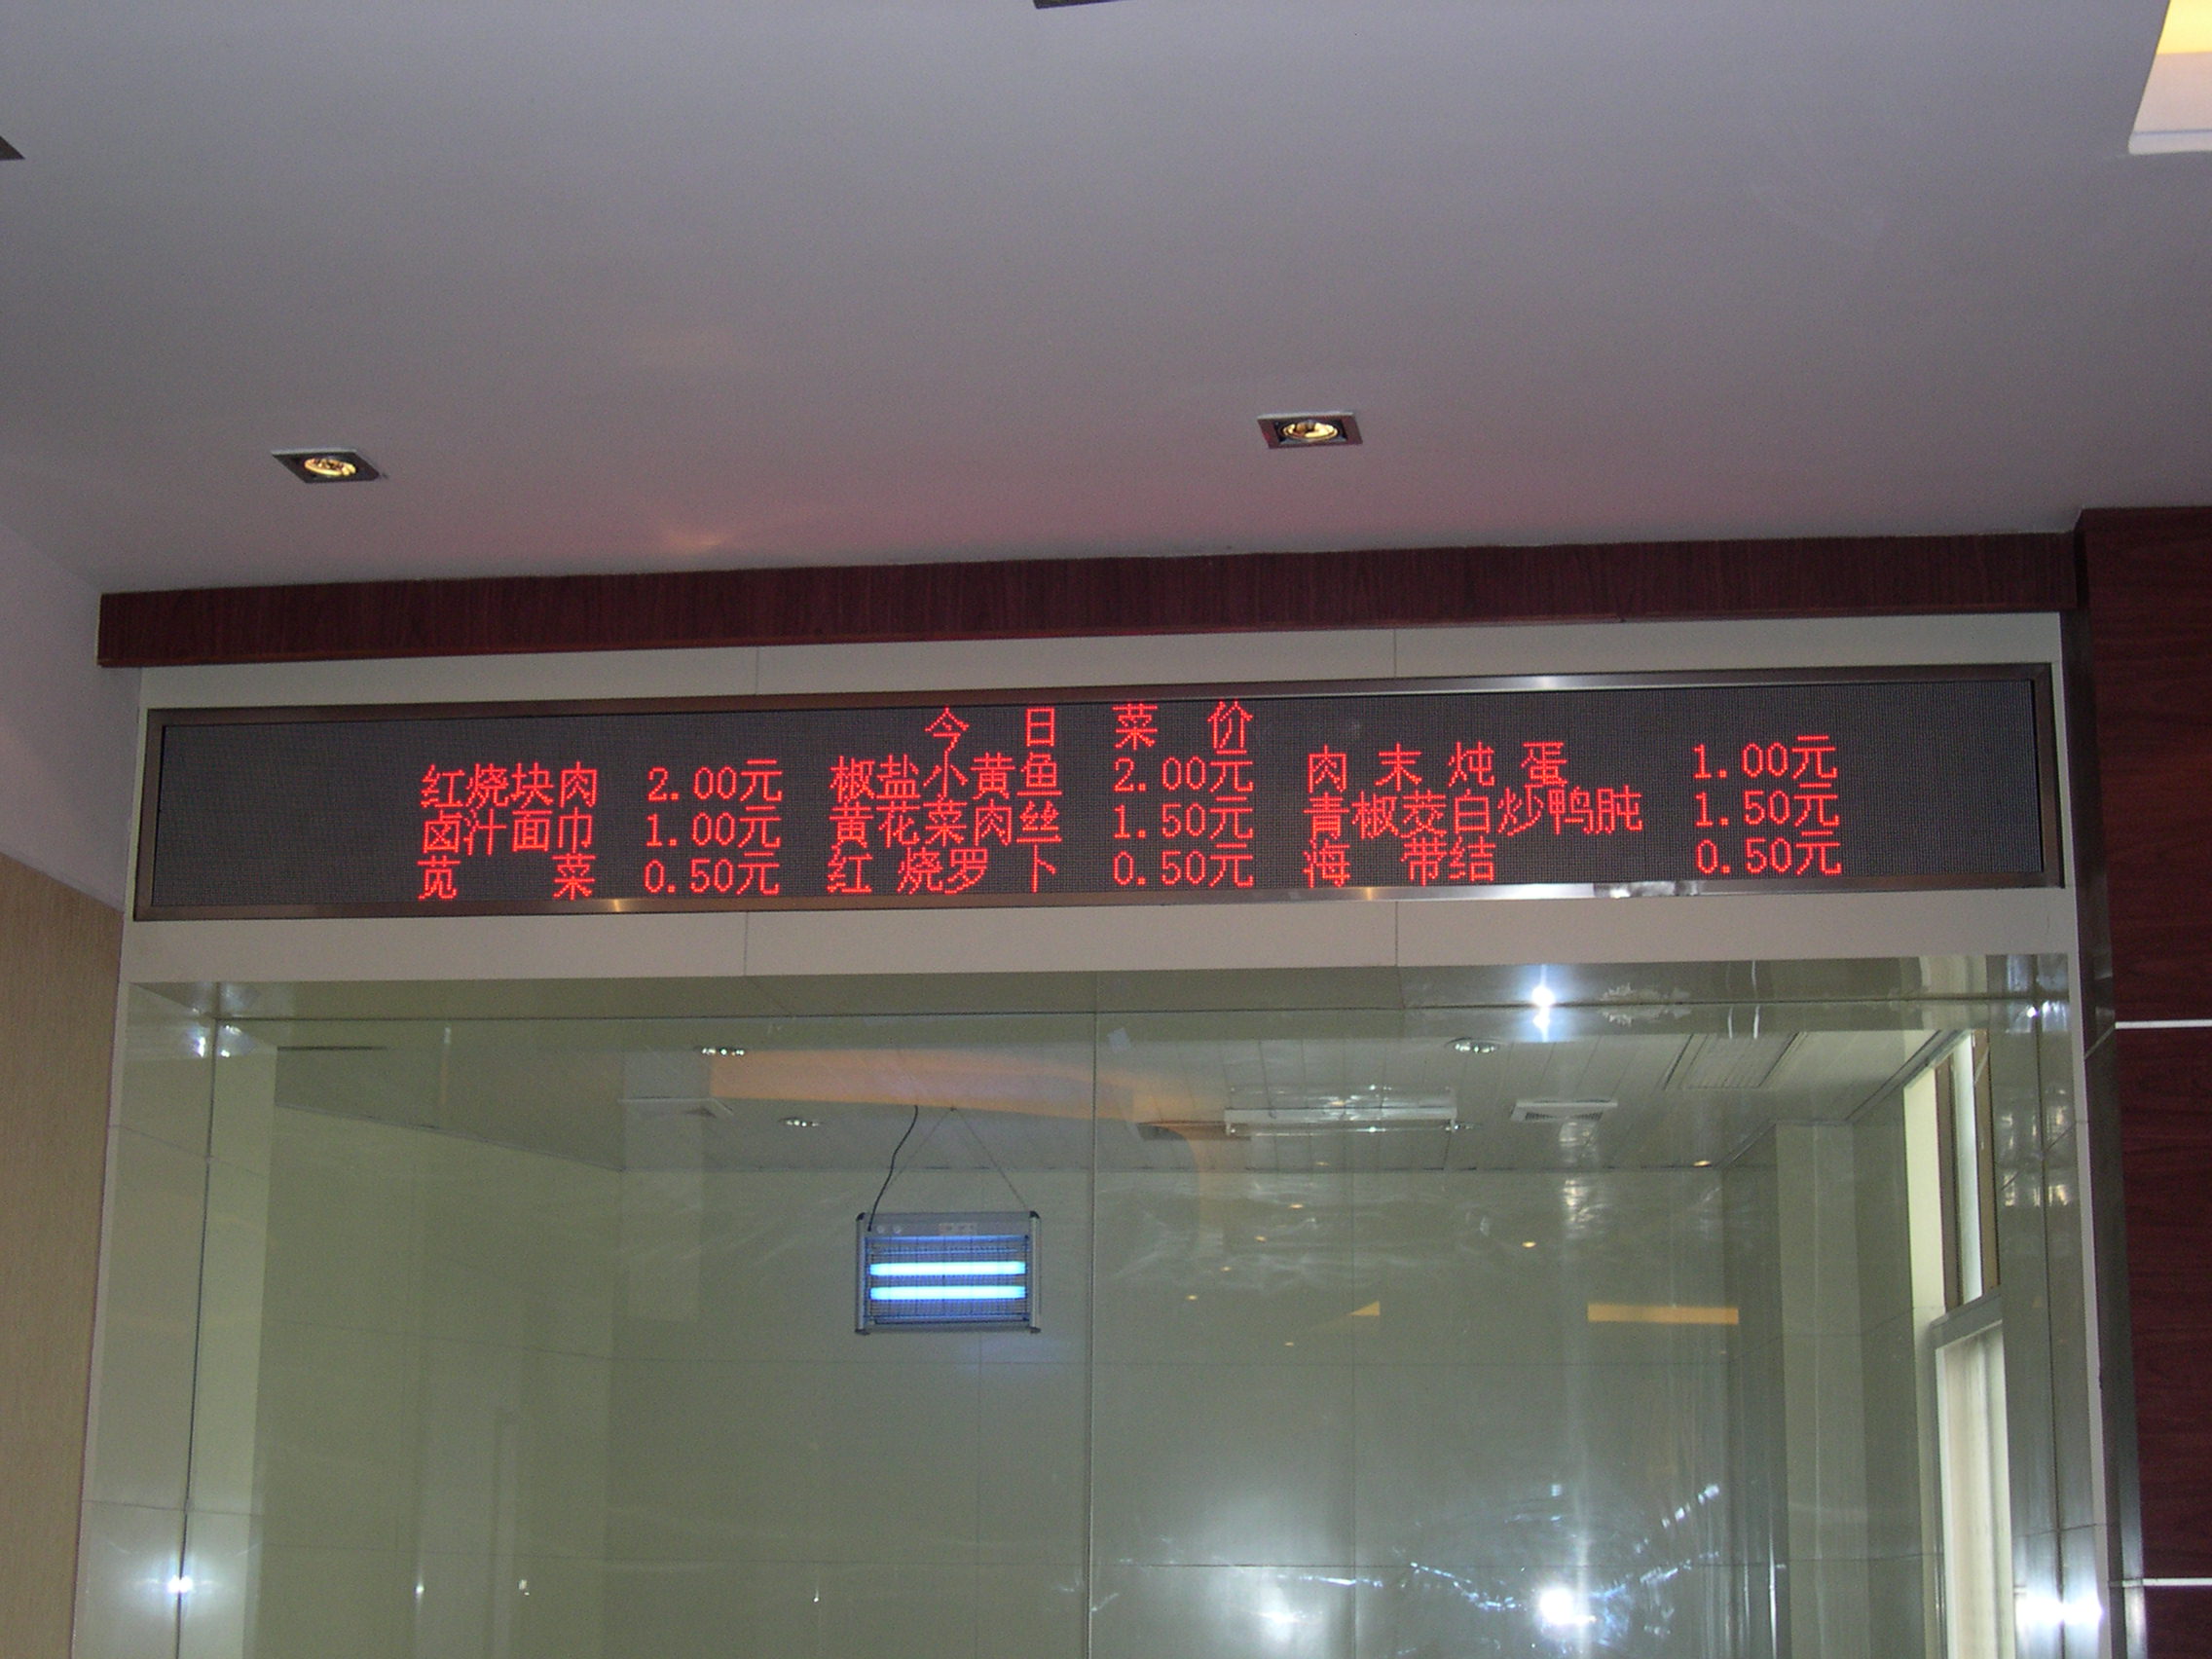 今日菜价
红烧块肉 2.00元 椒盐小黄鱼 2.00元 肉末炖蛋 1.00元
卤汁面巾 1.00元 黄花菜肉丝 1.50元 青椒茭白炒鸭肫 1.50元
苋菜 0.50元 红烧罗卜 0.50元 海带结 0.50元